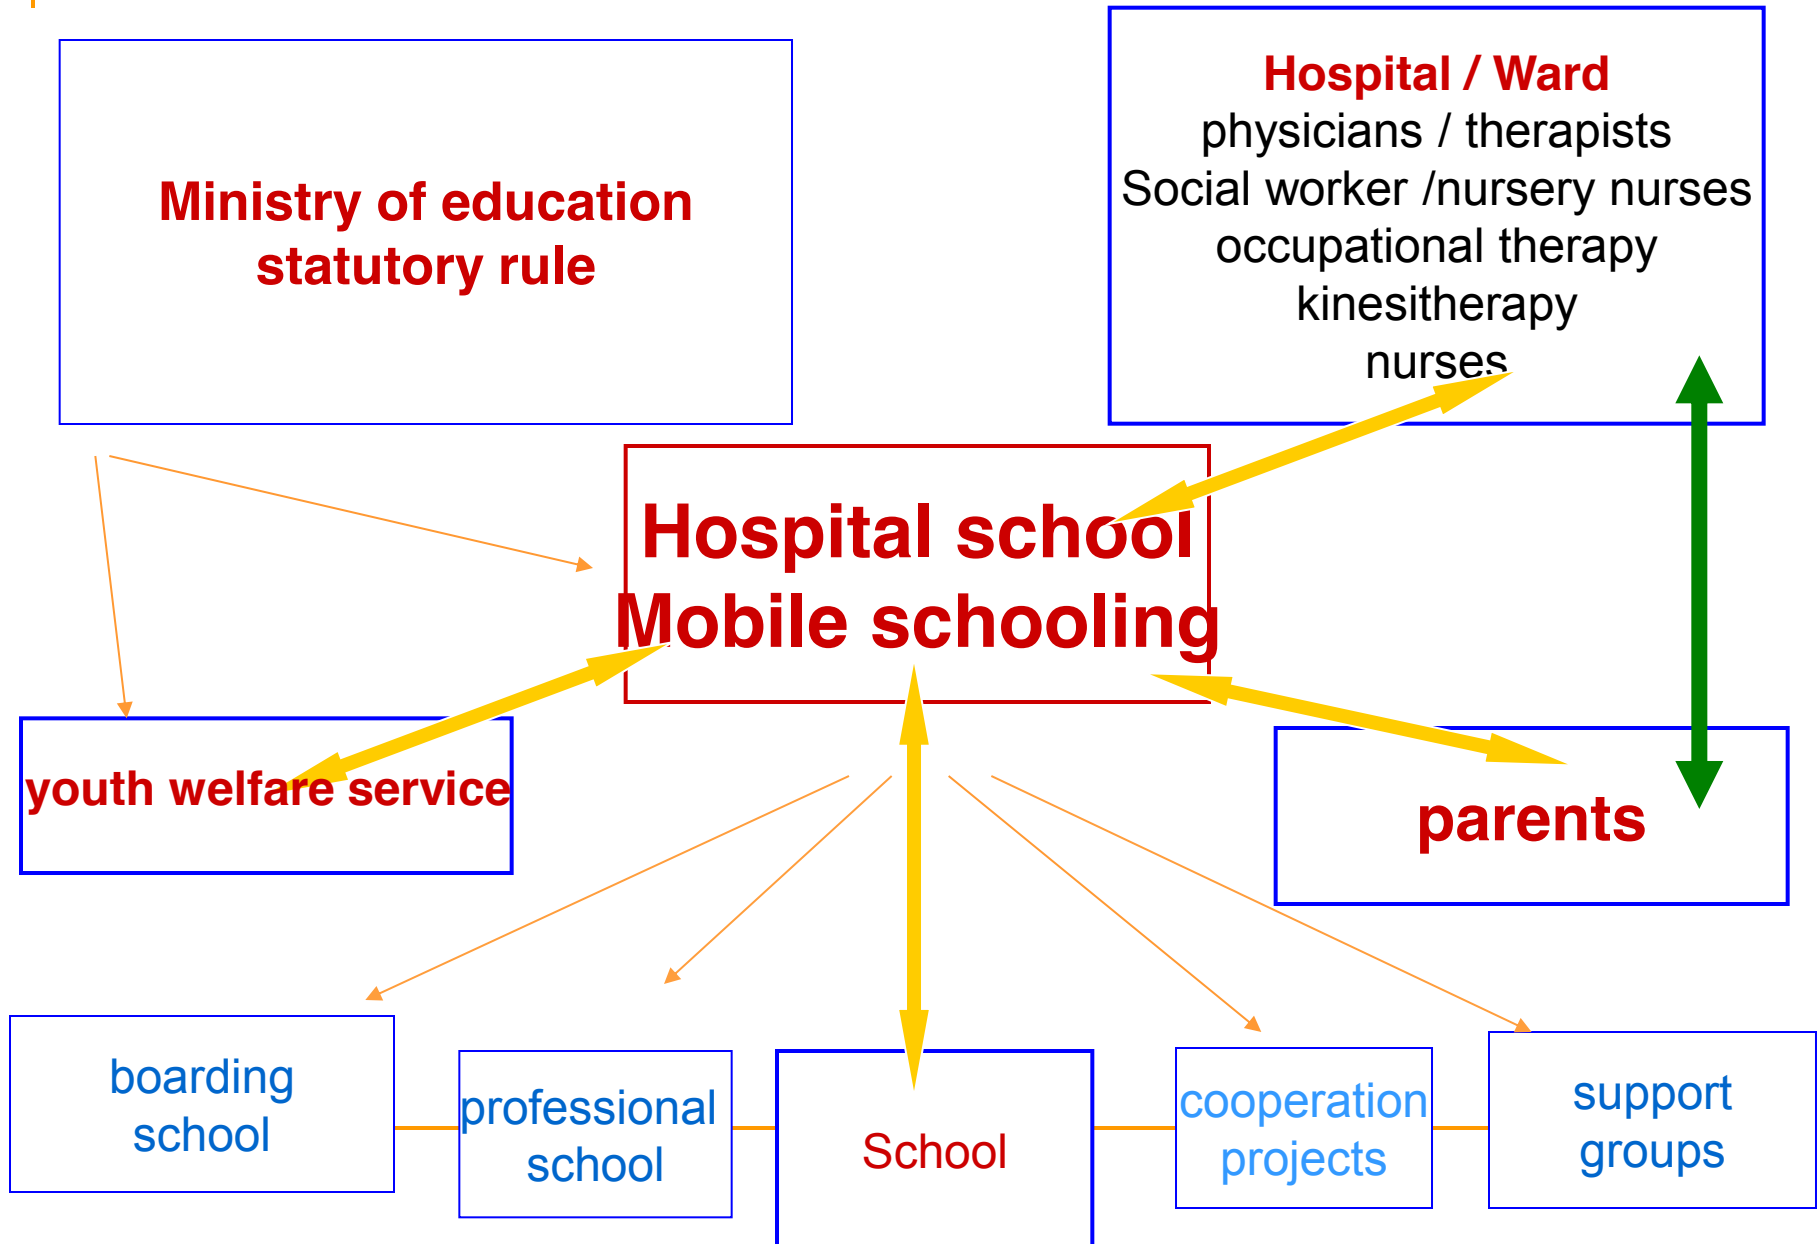 Ministry of education
statutory rule
Hospital / Ward
physicians / therapists
Social worker /nursery nurses
occupational therapy
kinesitherapy
nurses
Hospital school
Mobile schooling
youth welfare service
parents
boarding
school
professional
school
School
cooperation
projects
support
groups